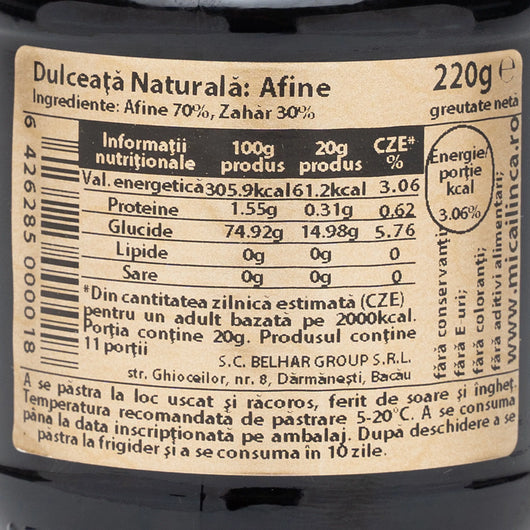 Dulceață Naturală: Afine
220g e
Ingrediente: Afine 70%, Zahăr 30%
greutate netă
6 426285 000018
Informații nutriționale 100g produs 20g produs CZE* %
Val. energetică 305.9kcal 61.2kcal 3.06
Proteine 1.55g 0.31g 0.62
Glucide 74.92g 14.98g 5.76
Lipide 0g 0g 0
Sare 0g 0g 0
Energie/
porție
kcal
3.06%
*Din cantitatea zilnică estimată (CZE)
pentru un adult bazată pe 2000kcal.
Porția conține 20g. Produsul conține
11 porții
S.C. BELHAR GROUP S.R.L.
str. Ghioceilor, nr. 8, Dărmănești, Bacău
fără conservanți;
fără E-uri;
fără coloranți;
fără aditivi alimentari;
www.micailinca.ro
A se păstra la loc uscat și răcoros, ferit de soare și îngheț.
Temperatura recomandată de păstrare 5-20°C. A se consuma
până la data inscripționată pe ambalaj. După deschidere a se
păstra la frigider și a se consuma în 10 zile.